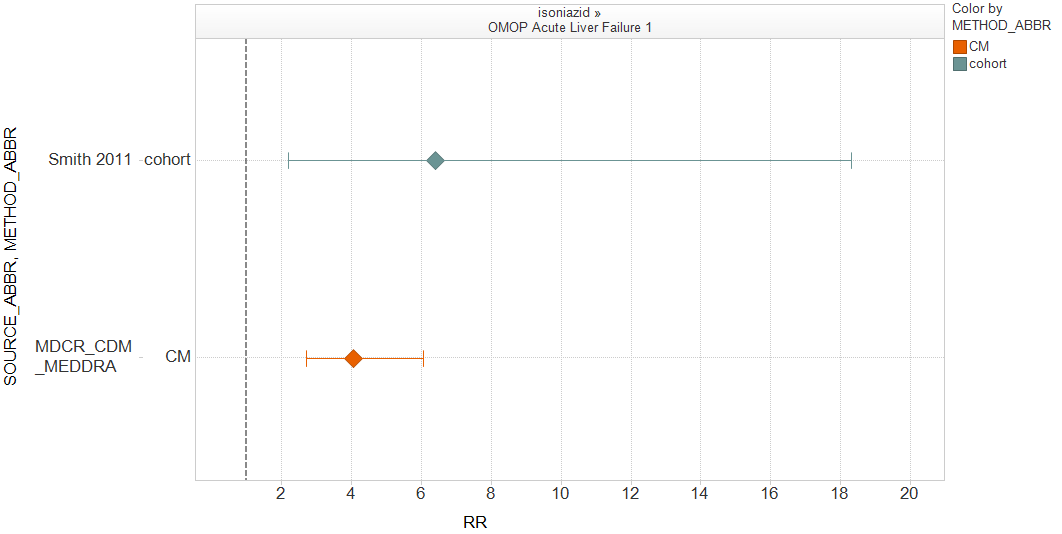 isoniazid »
OMOP Acute Liver Failure 1
Color by
METHOD_ABBR
CM
cohort
SOURCE_ABBR, METHOD_ABBR
Smith 2011 cohort
MDCR_CDM
_MEDDRA
CM
2 4 6 8 10 12 14 16 18 20
RR